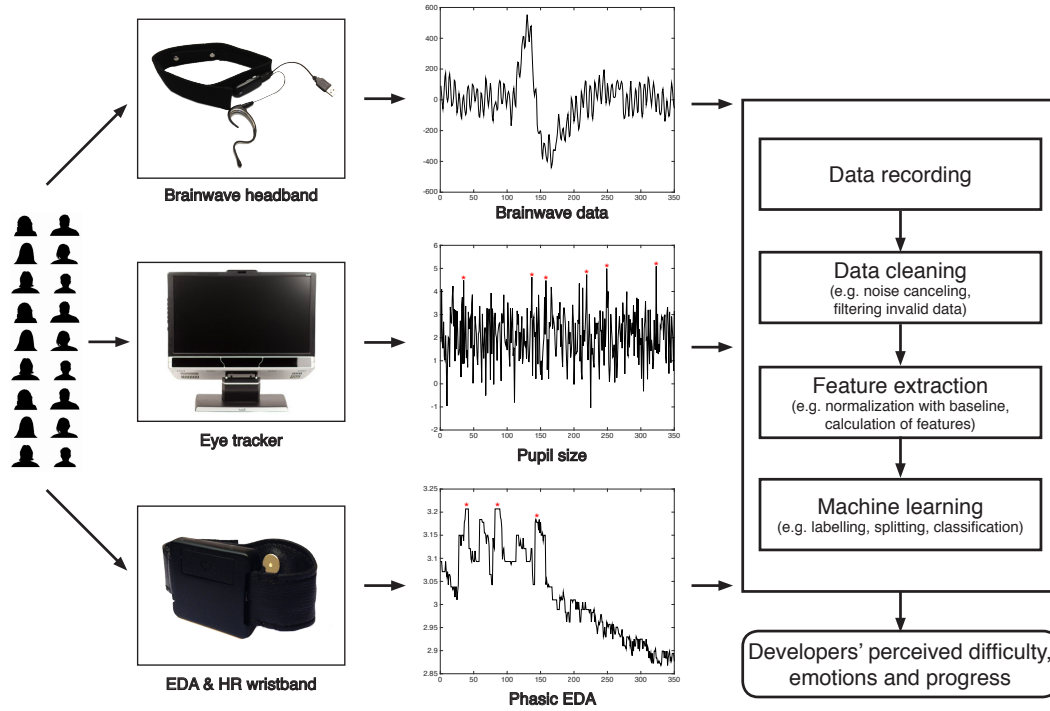 600
400
200
0
-200
-400
600
0 50 100 150 200 250 300 350
Brainwave headband
Brainwave data
6
5
4
3
2
1
0
-1
-2
0 50 100 150 200 250 300 350
Eye tracker
Pupil size
3.25
3.2
3.15
3.1
3.05
3
2.95
2.9
2.85
0 50 100 150 200 250 300 350
EDA & HR wristband
Phasic EDA
Data recording
Data cleaning
(e.g. noise canceling,
filtering invalid data)
Feature extraction
(e.g. normalization with baseline,
calculation of features)
Machine learning
(e.g. labelling, splitting, classification)
Developers' perceived difficulty,
emotions and progress